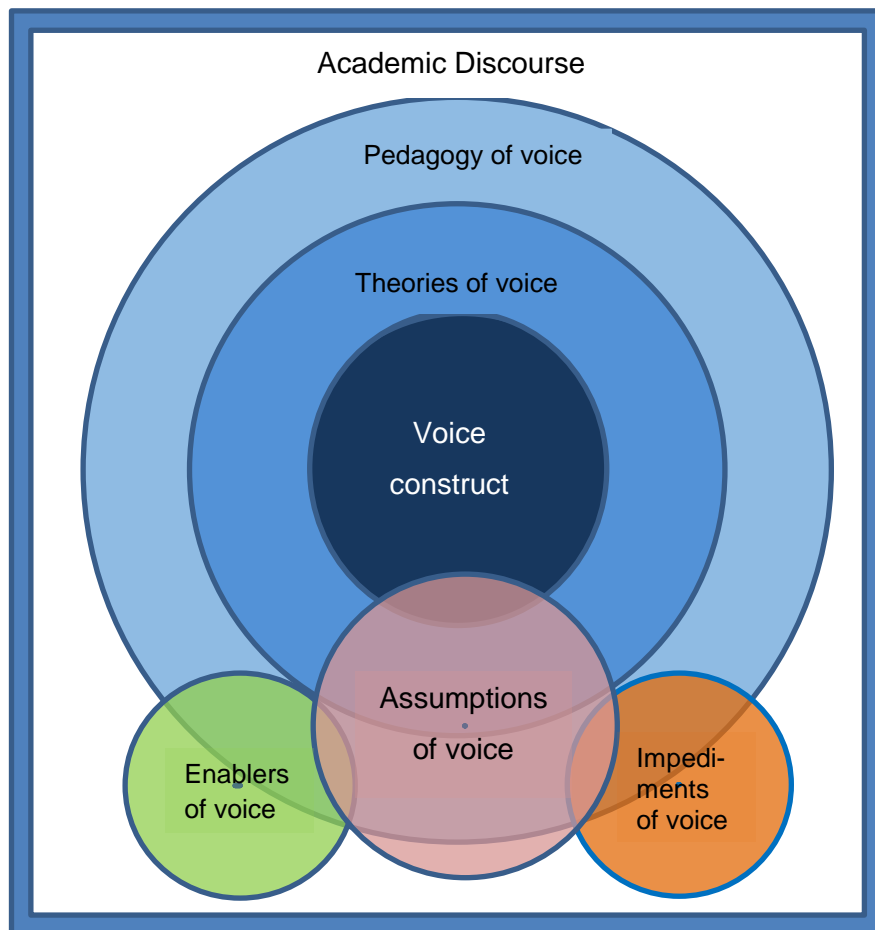 Academic Discourse
Pedagogy of voice
Theories of voice
Voice
construct
Assumptions
of voice
Enablers
of voice
Impedi-
ments
of voice